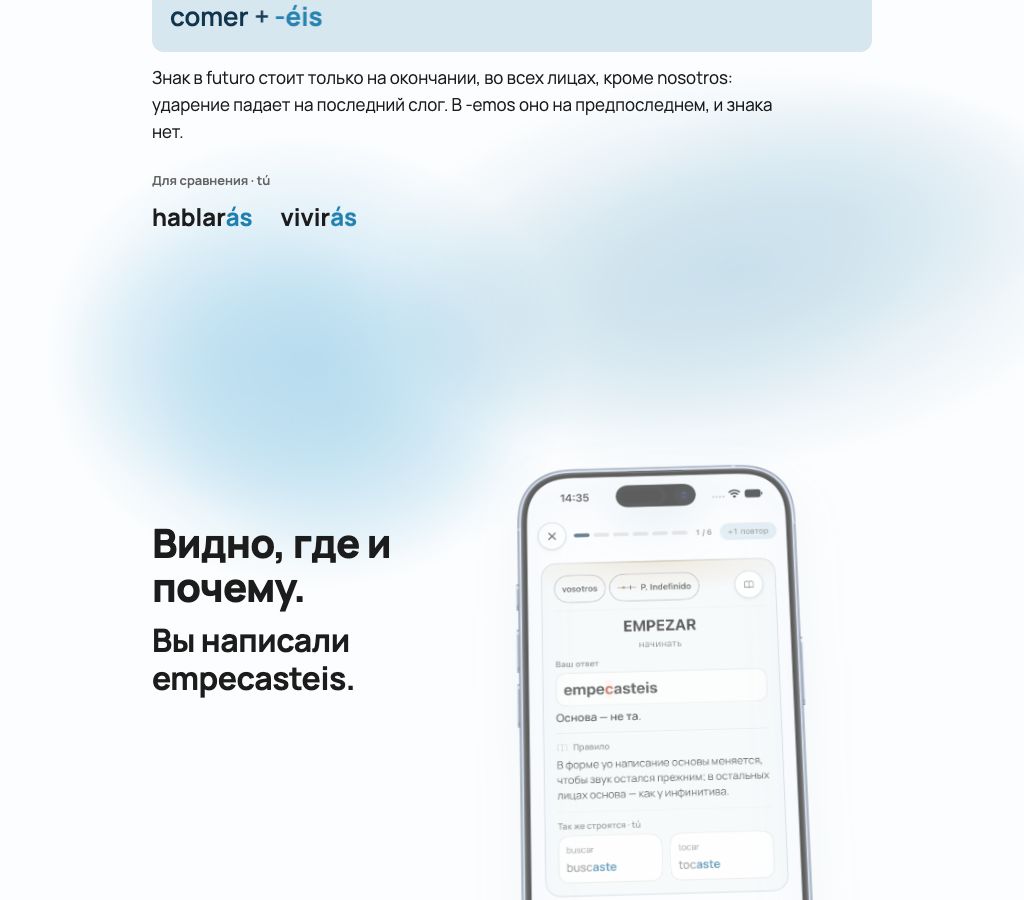 comer + -éis
Знак в futuro стоит только на окончании, во всех лицах, кроме nosotros:
ударение падает на последний слог. В -emos оно на предпоследнем, и знака
нет.
Для сравнения · tú
hablarás vivirás
Видно, где и
почему.
Вы написали
empecasteis.
14:35
1 / 6 +1 повтор
vosotros P. Indefinido
EMPEZAR
начинать
Ваш ответ
empecasteis
Основа — не та.
Правило
В форме yo написание основы меняется,
чтобы звук остался прежним; в остальных
лицах основа — как у инфинитива.
Так же строятся · tú
buscar tocar
buscaste tocaste